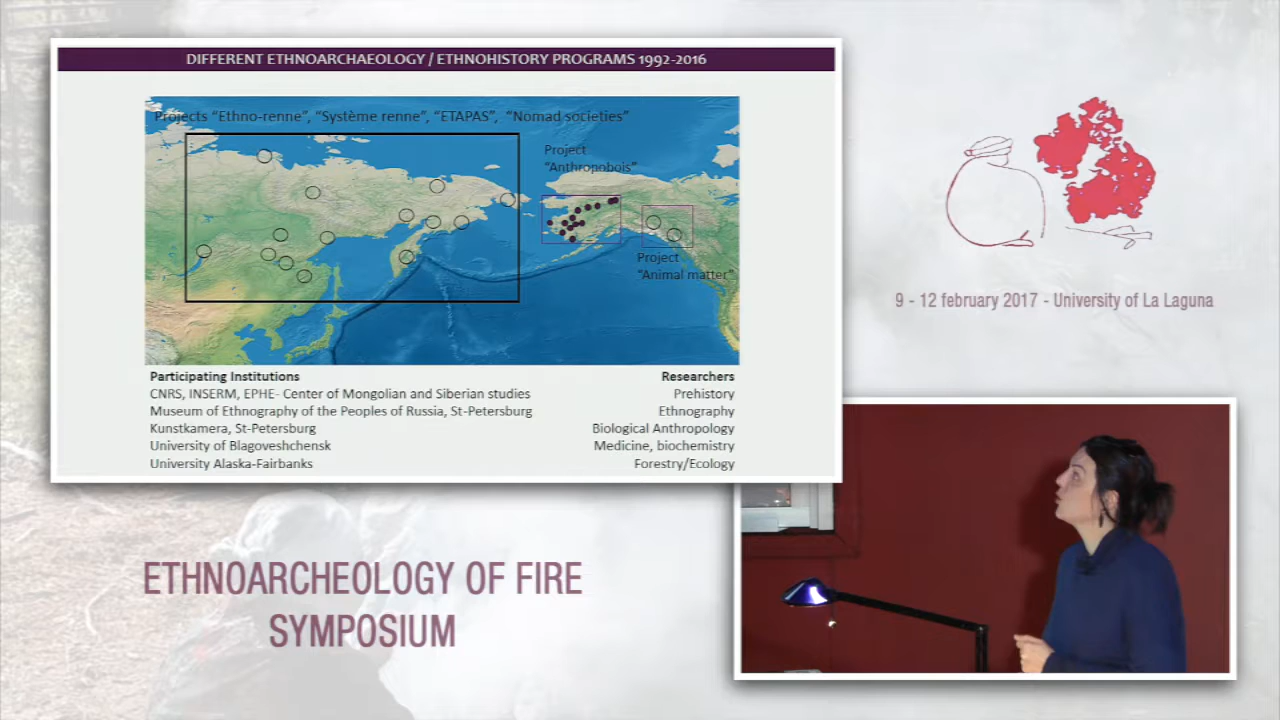 DIFFERENT ETHNOARCHAEOLOGY / ETHNOHISTORY PROGRAMS 1992-2016
Projects "Ethno-renne", "Système renne", "ETAPAS", "Nomad societies"
Project
"Anthropobois"
Project
"Animal matter"
Participating Institutions
CNRS, INSERM, EPHE- Center of Mongolian and Siberian studies
Museum of Ethnography of the Peoples of Russia, St-Petersburg
Kunstkamera, St-Petersburg
University of Blagoveshchensk
University Alaska-Fairbanks
Researchers
Prehistory
Ethnography
Biological Anthropology
Medicine, biochemistry
Forestry/Ecology
9 - 12 february 2017 - University of La Laguna
ETHNOARCHEOLOGY OF FIRE
SYMPOSIUM